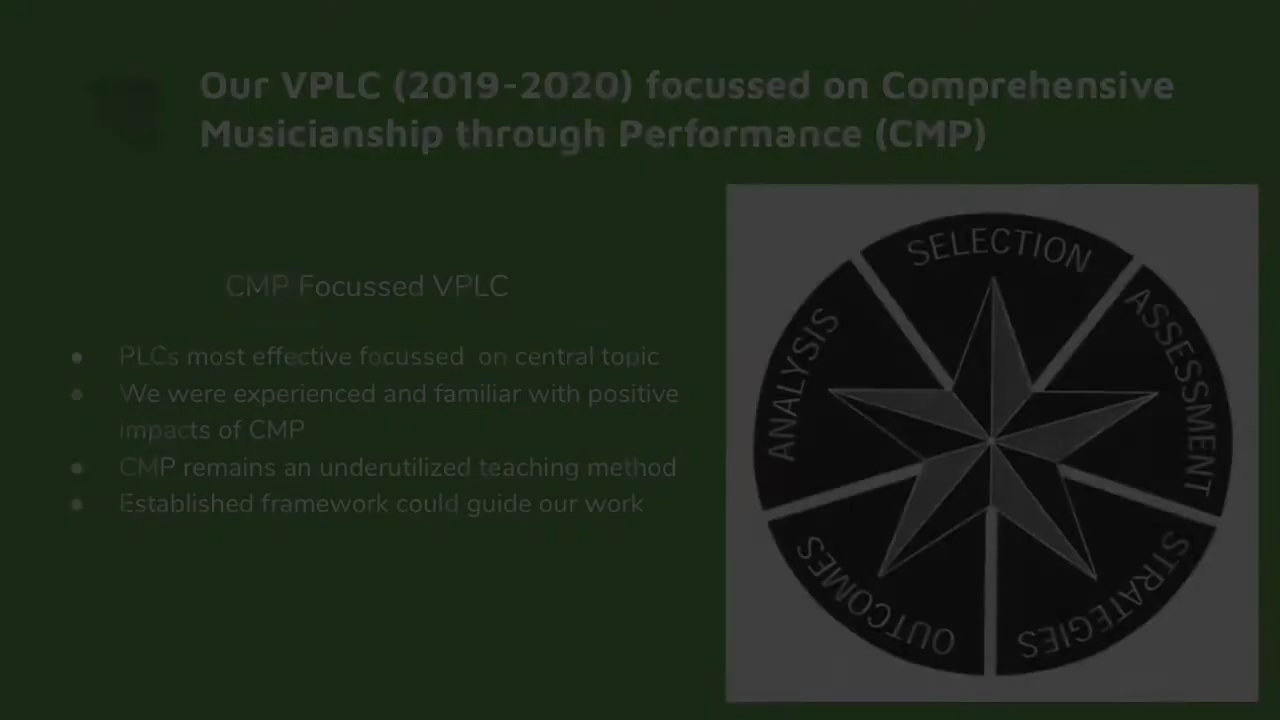 Our VPLC (2019-2020) focussed on Comprehensive
Musicianship through Performance (CMP)
CMP Focussed VPLC
● PLCs most effective focussed on central topic
● We were experienced and familiar with positive
impacts of CMP
● CMP remains an underutilized teaching method
● Established framework could guide our work
SELECTION
ASSESSMENT
STRATEGIES
OUTCOMES
ANALYSIS